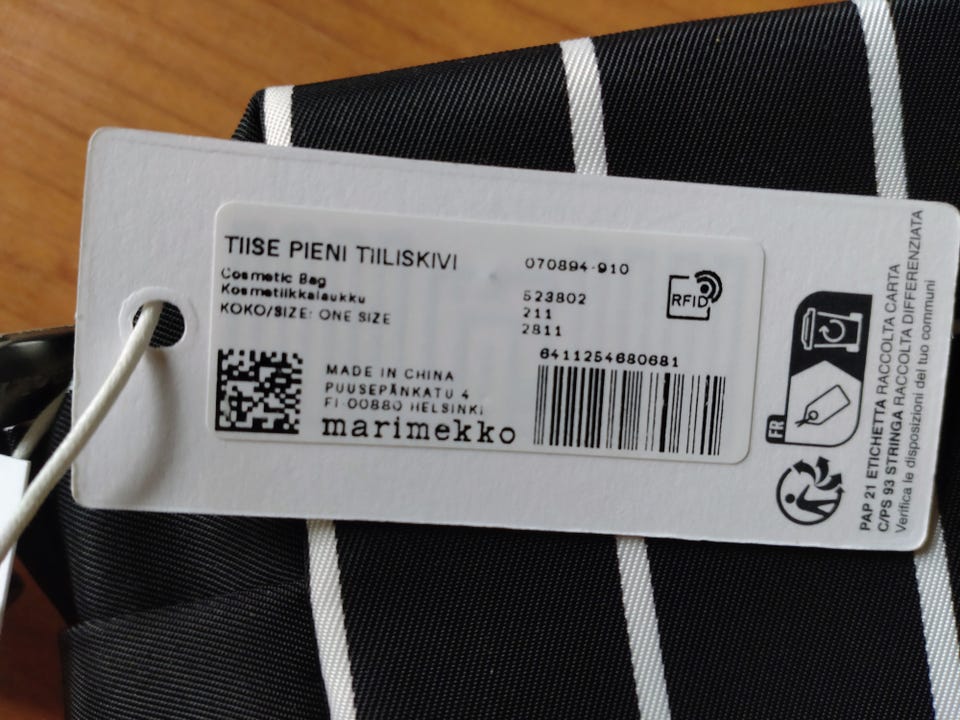 TIISE PIENI TIILISKIVI
070894-910
Cosmetic Bag
Kosmetiikkalaukku
KOKO/SIZE: ONE SIZE
523802
211
2811
RFID
6411254680681
MADE IN CHINA
PUUSEPÄNKATU 4
FI-00880 HELSINKI
marimekko
FR
PAP 21 ETICHETTA RACCOLTA CARTA
C/PS 93 STRINGA RACCOLTA DIFFERENZIATA
Verifica le disposizioni del tuo communi